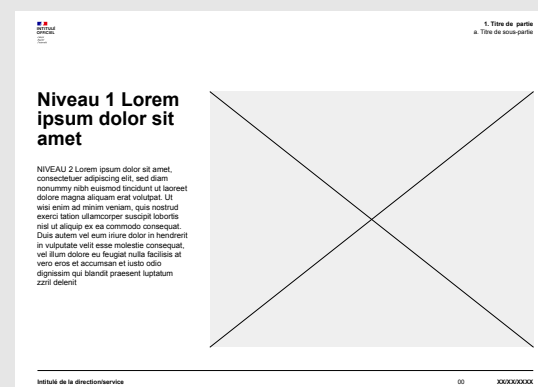 INTITULÉ
OFFICIEL
1. Titre de partie
a. Titre de sous-partie
Niveau 1 Lorem
ipsum dolor sit
amet
NIVEAU 2 Lorem ipsum dolor sit amet,
consectetuer adipiscing elit, sed diam
nonummy nibh euismod tincidunt ut laoreet
dolore magna aliquam erat volutpat. Ut
wisi enim ad minim veniam, quis nostrud
exerci tation ullamcorper suscipit lobortis
nisl ut aliquip ex ea commodo consequat.
Duis autem vel eum iriure dolor in hendrerit
in vulputate velit esse molestie consequat,
vel illum dolore eu feugiat nulla facilisis at
vero eros et accumsan et iusto odio
dignissim qui blandit praesent luptatum
zzril delenit
Intitulé de la direction/service
00
XX/XX/XXXX